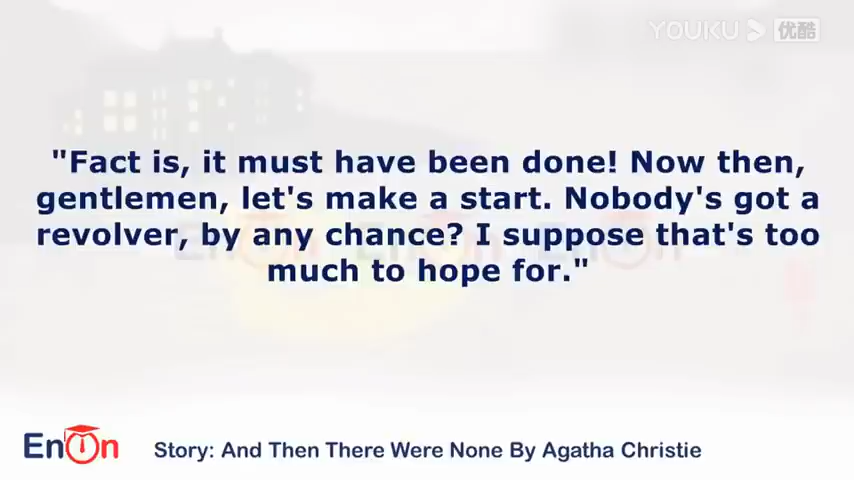 YOUKU 优酷
"Fact is, it must have been done! Now then,
gentlemen, let's make a start. Nobody's got a
revolver, by any chance? I suppose that's too
much to hope for."
EnOn
Story: And Then There Were None By Agatha Christie